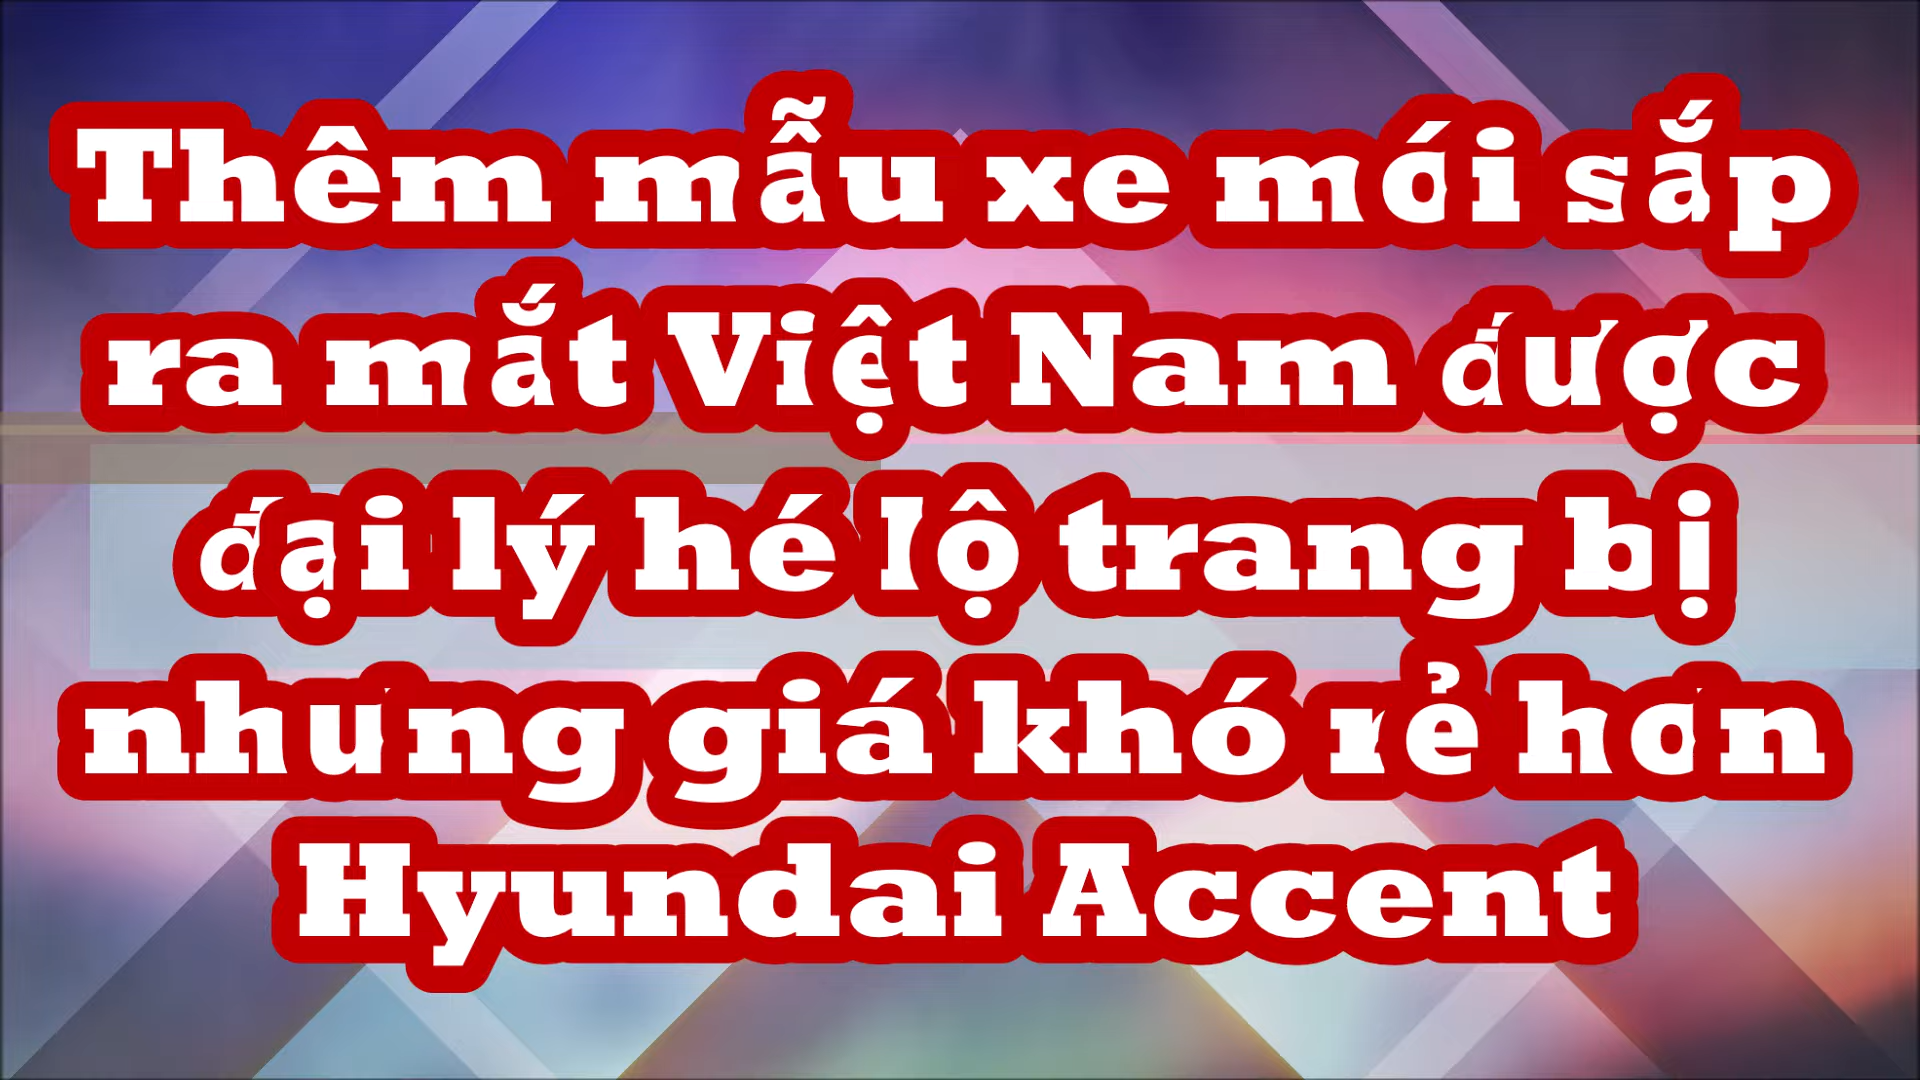 Thêm mẫu xe mới sắp
ra mắt Việt Nam được
đại lý hé lộ trang bị
nhưng giá khó rẻ hơn
Hyundai Accent